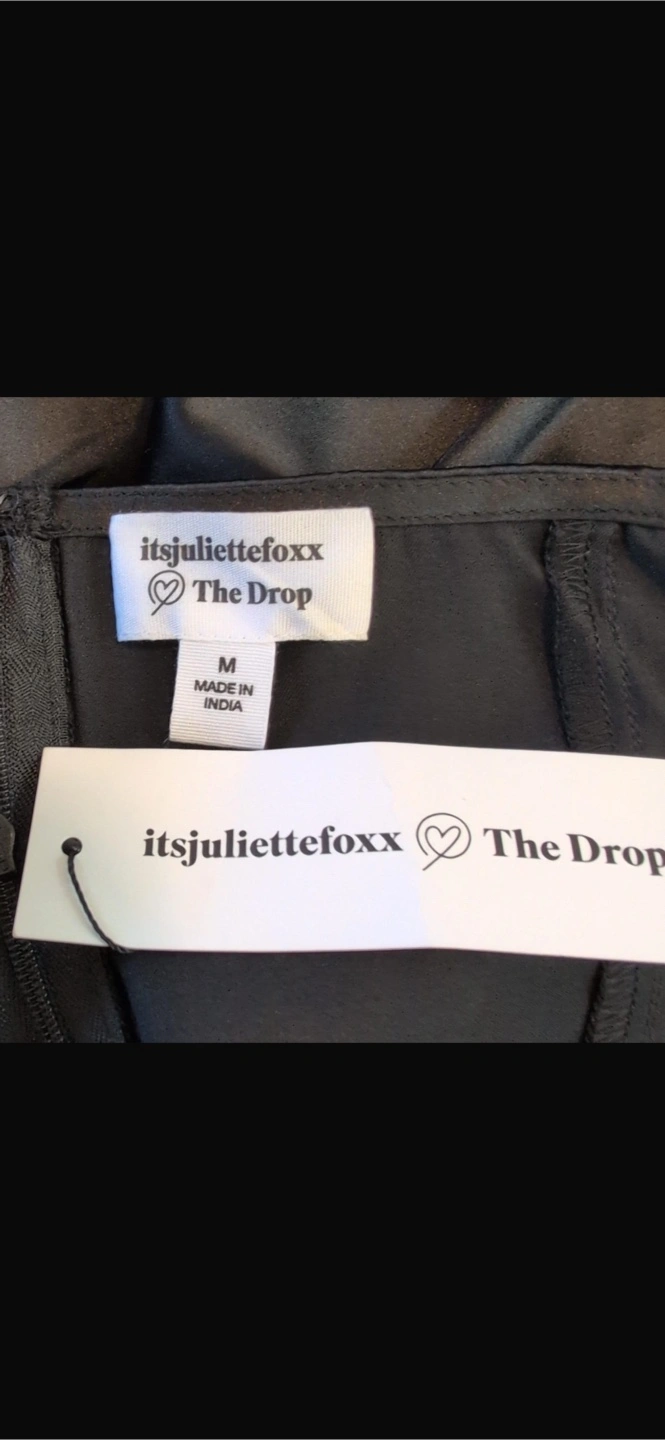 itsjuliettefoxx
The Drop
M
MADE IN
INDIA
itsjuliettefoxx The Drop